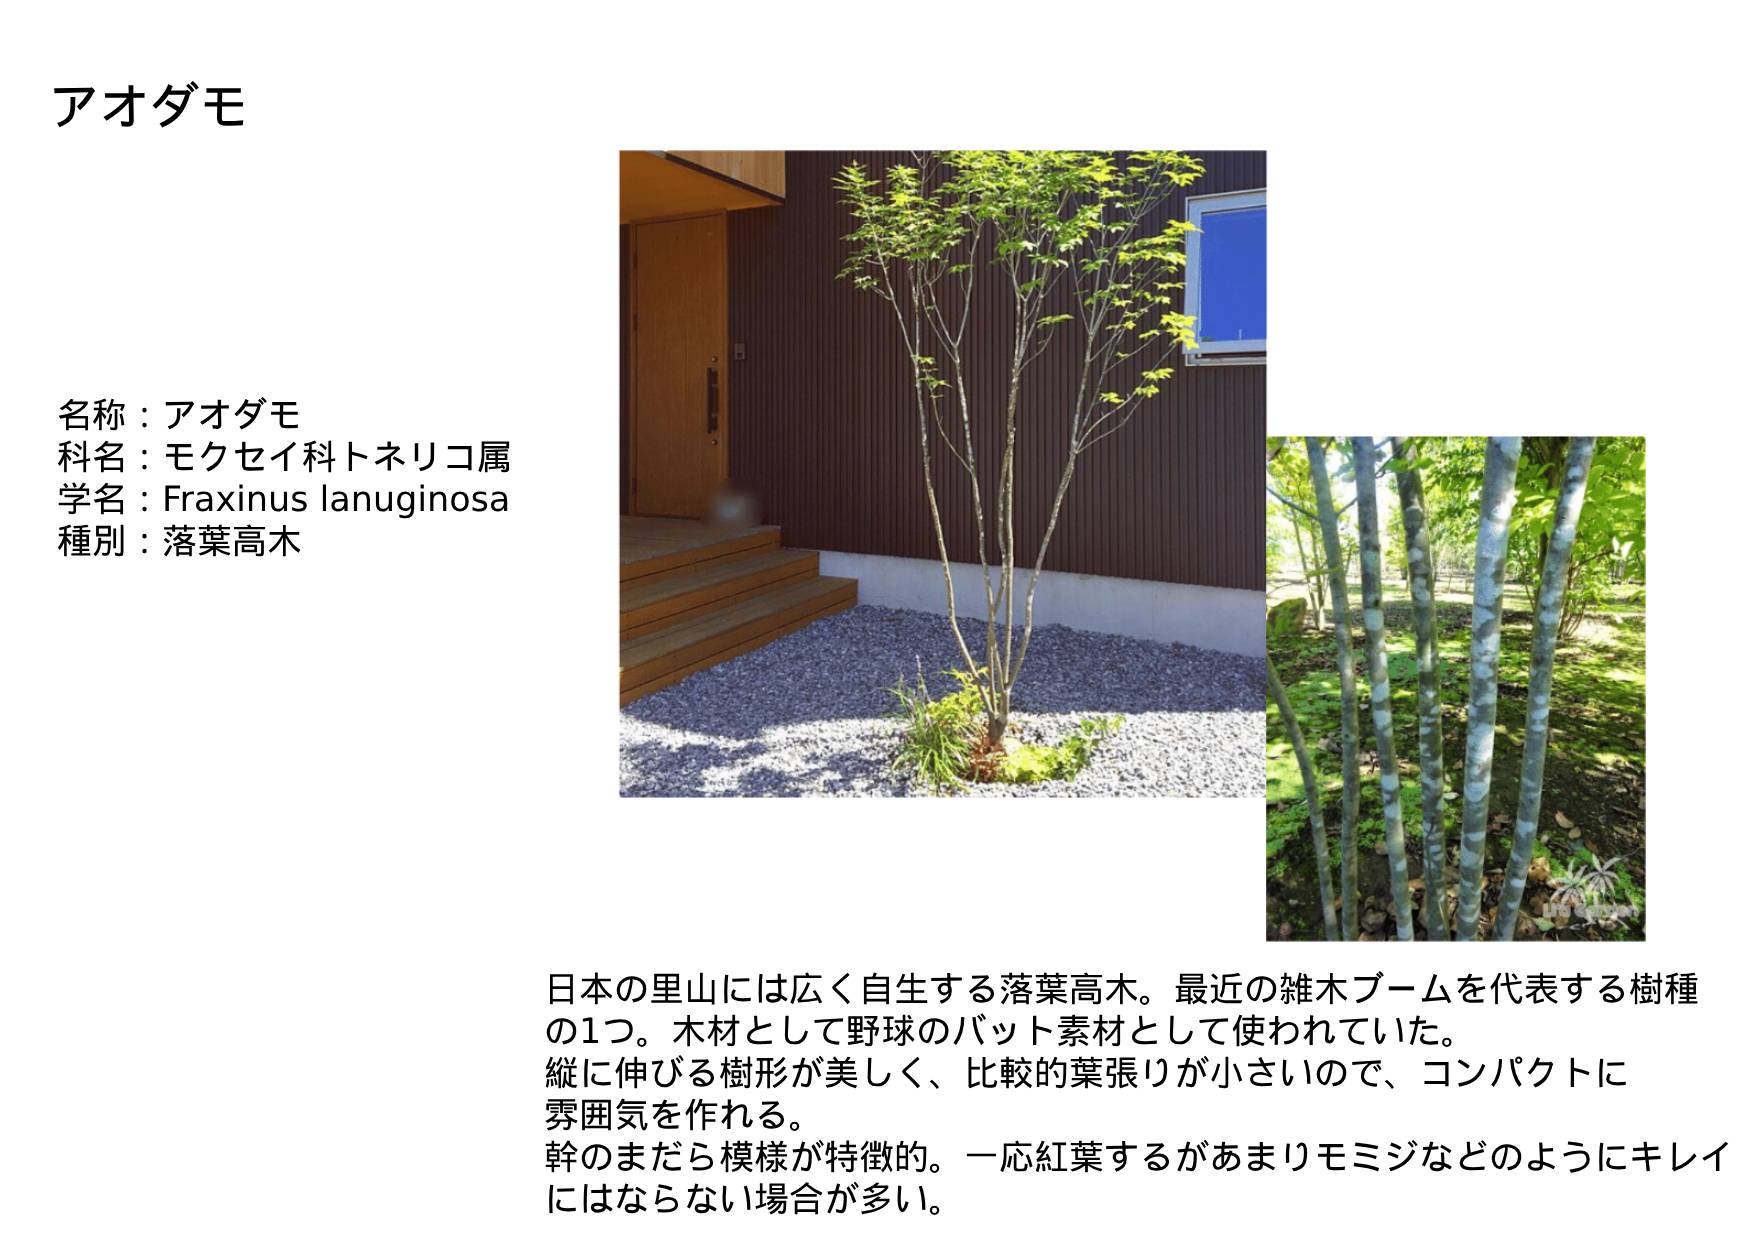 アオダモ
名称：アオダモ
科名：モクセイ科トネリコ属
学名：Fraxinus lanuginosa
種別：落葉高木
日本の里山には広く自生する落葉高木。最近の雑木ブームを代表する樹種
の1つ。木材として野球のバット素材として使われていた。
縦に伸びる樹形が美しく、比較的葉張りが小さいので、コンパクトに
雰囲気を作れる。
幹のまだら模様が特徴的。一応紅葉するがあまりモミジなどのようにキレイ
にはならない場合が多い。